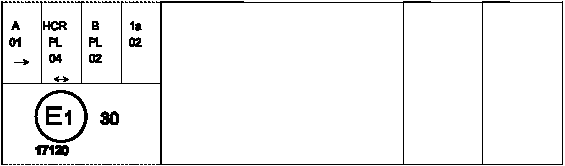 A HCR B 1a
01 PL PL 02
→ 04 02
↔
E1 30
17120